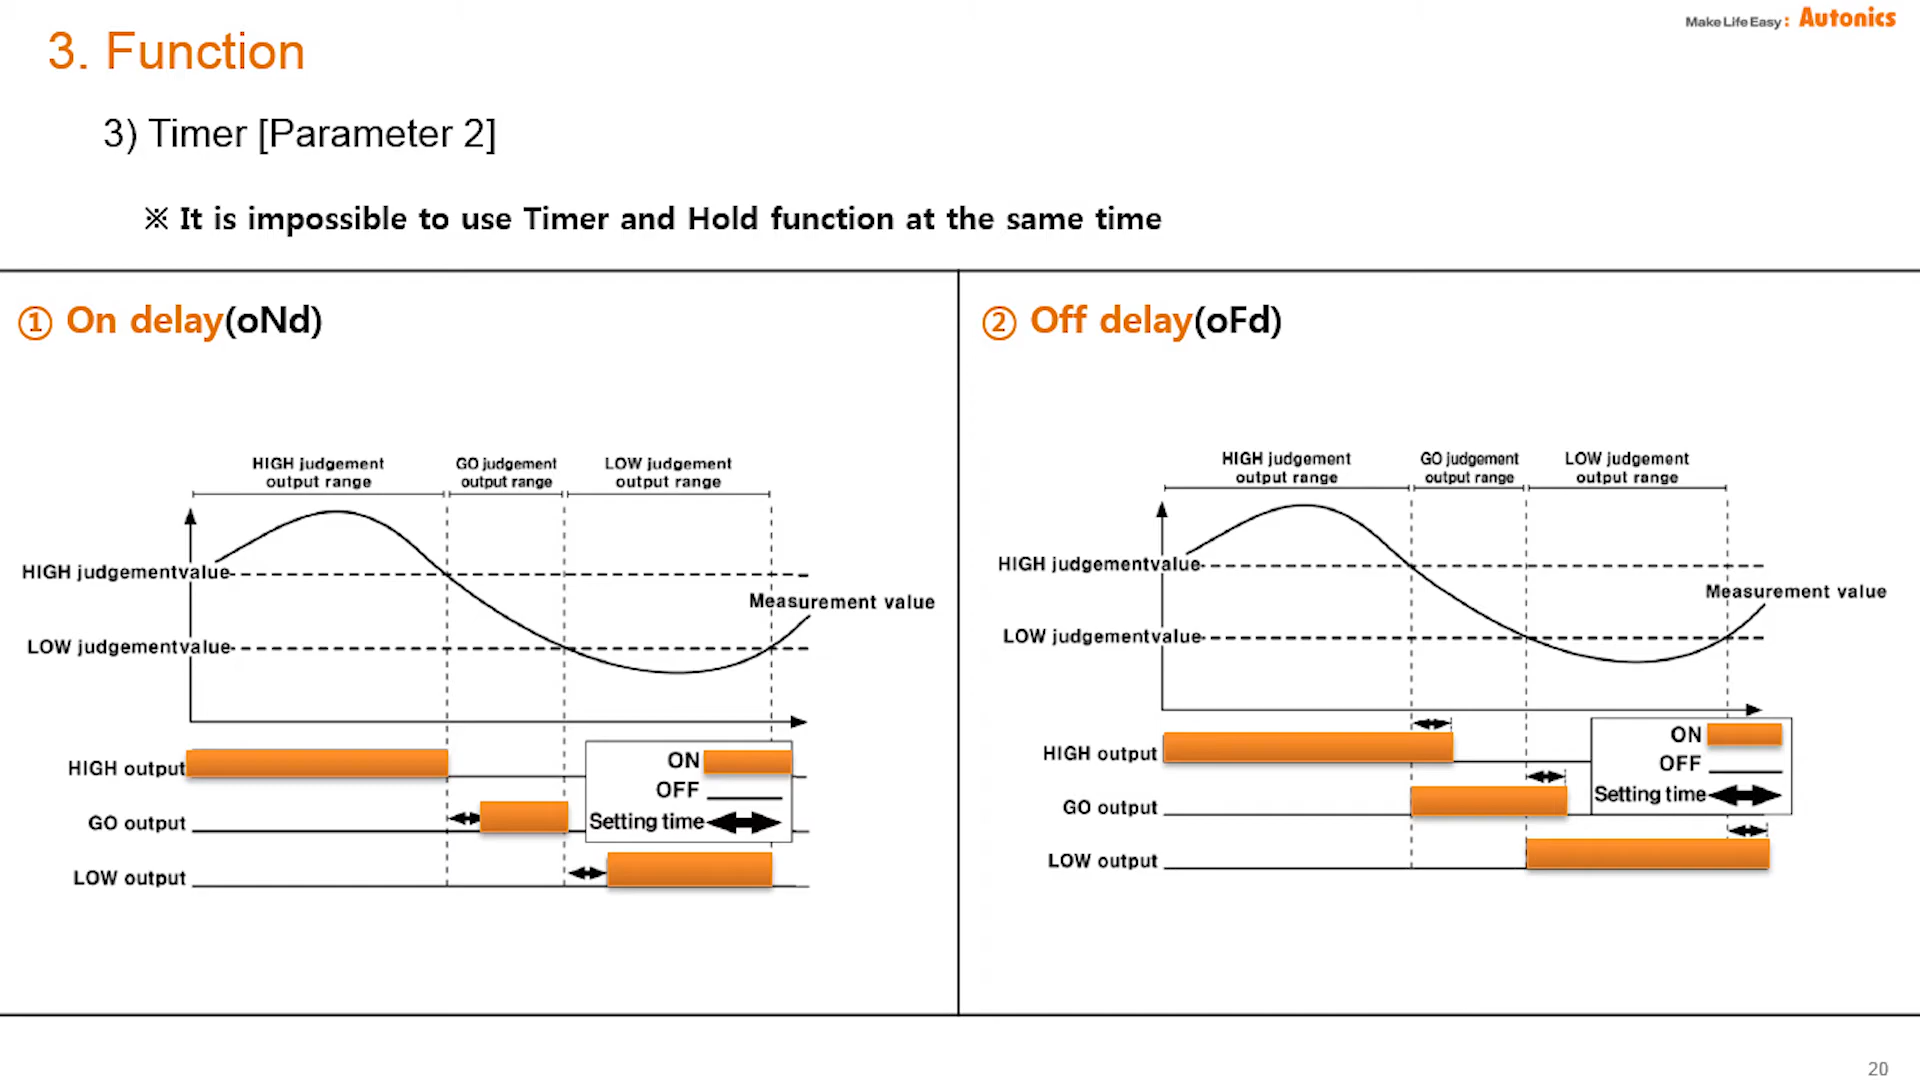 Make Life Easy: Autonics
3. Function
3) Timer [Parameter 2]
※ It is impossible to use Timer and Hold function at the same time
① On delay(oNd)
HIGH judgement
output range
GO judgement
output range
LOW judgement
output range
HIGH judgementvalue
Measurement value
LOW judgementvalue
HIGH output
GO output
LOW output
ON
OFF
Setting time
② Off delay(oFd)
HIGH judgement
output range
GO judgement
output range
LOW judgement
output range
HIGH judgementvalue
Measurement value
LOW judgementvalue
HIGH output
GO output
LOW output
ON
OFF
Setting time
20